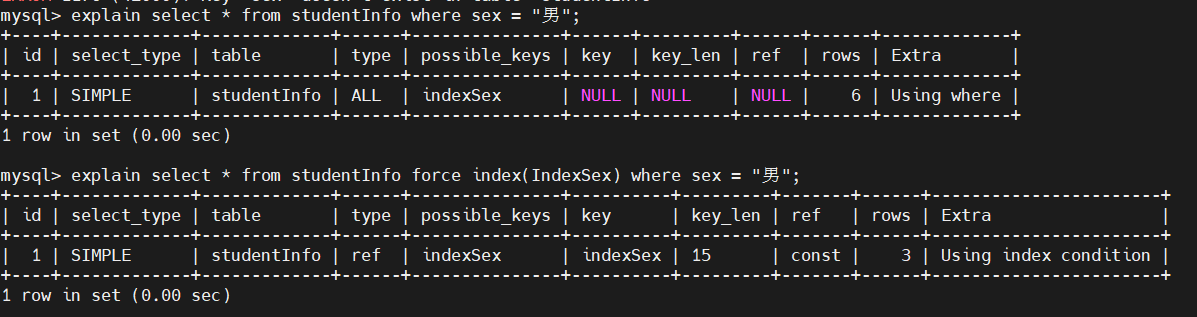 mysql> explain select * from studentInfo where sex = "男";
+----+-------------+-------------+------+---------------+------+---------+------+------+-------------+
| id | select_type | table       | type | possible_keys | key  | key_len | ref  | rows | Extra       |
+----+-------------+-------------+------+---------------+------+---------+------+------+-------------+
|  1 | SIMPLE      | studentInfo | ALL  | indexSex      | NULL | NULL    | NULL |    6 | Using where |
+----+-------------+-------------+------+---------------+------+---------+------+------+-------------+
1 row in set (0.00 sec)
mysql> explain select * from studentInfo force index(IndexSex) where sex = "男";
+----+-------------+-------------+------+---------------+----------+---------+-------+------+-----------------------+
| id | select_type | table       | type | possible_keys | key      | key_len | ref   | rows | Extra                 |
+----+-------------+-------------+------+---------------+----------+---------+-------+------+-----------------------+
|  1 | SIMPLE      | studentInfo | ref  | indexSex      | indexSex | 15      | const |    3 | Using index condition |
+----+-------------+-------------+------+---------------+----------+---------+-------+------+-----------------------+
1 row in set (0.00 sec)